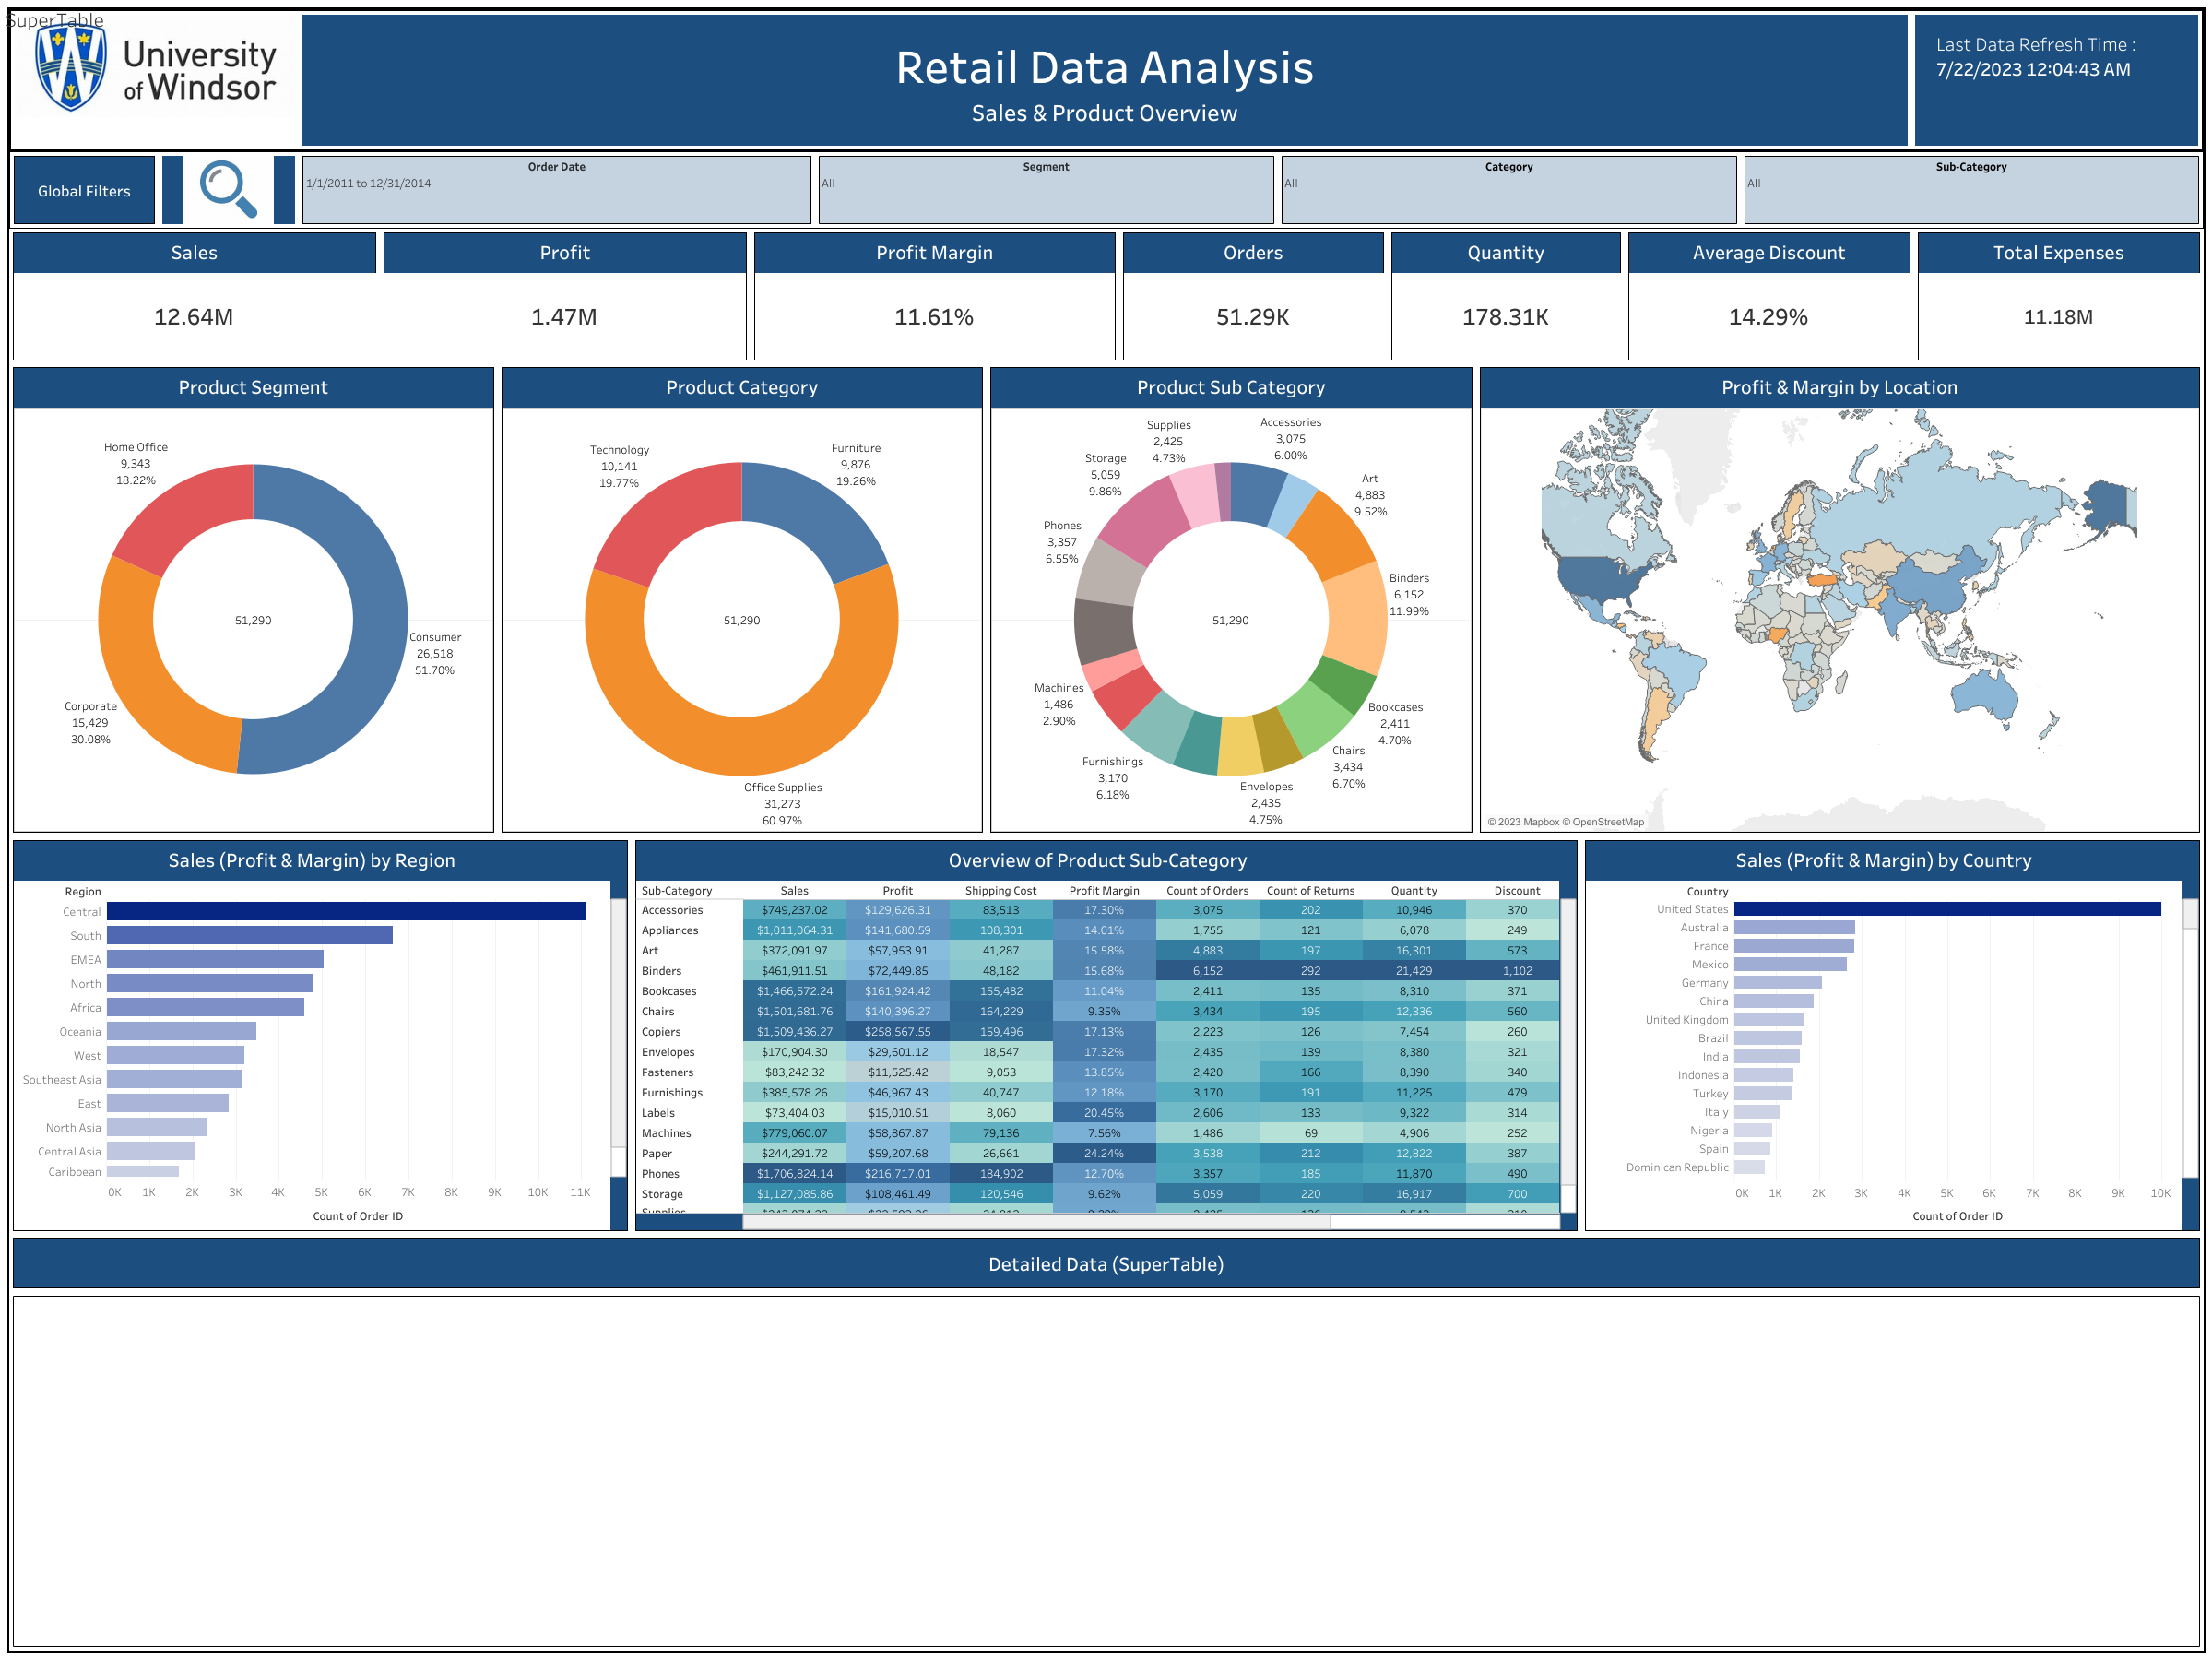 SuperTable
University
of Windsor
Retail Data Analysis
Sales & Product Overview
Last Data Refresh Time :
7/22/2023 12:04:43 AM
Global Filters
Order Date
1/1/2011 to 12/31/2014
Segment
All
Category
All
Sub-Category
All
Sales
12.64M
Profit
1.47M
Profit Margin
11.61%
Orders
51.29K
Quantity
178.31K
Average Discount
14.29%
Total Expenses
11.18M
Product Segment
Home Office
9,343
18.22%
51,290
Consumer
26,518
51.70%
Corporate
15,429
30.08%
Product Category
Technology
10,141
19.77%
Furniture
9,876
19.26%
51,290
Office Supplies
31,273
60.97%
Product Sub Category
Supplies
2,425
4.73%
Accessories
3,075
6.00%
Storage
5,059
9.86%
Art
4,883
9.52%
Phones
3,357
6.55%
Binders
6,152
11.99%
51,290
Machines
1,486
2.90%
Bookcases
2,411
4.70%
Chairs
3,434
6.70%
Furnishings
3,170
6.18%
Envelopes
2,435
4.75%
Profit & Margin by Location
© 2023 Mapbox © OpenStreetMap
Sales (Profit & Margin) by Region
Region
Central
South
EMEA
North
Africa
Oceania
West
Southeast Asia
East
North Asia
Central Asia
Caribbean
0K 1K 2K 3K 4K 5K 6K 7K 8K 9K 10K 11K
Count of Order ID
Overview of Product Sub-Category
Sub-Category Sales Profit Shipping Cost Profit Margin Count of Orders Count of Returns Quantity Discount
Accessories $749,237.02 $129,626.31 83,513 17.30% 3,075 202 10,946 370
Appliances $1,011,064.31 $141,680.59 108,301 14.01% 1,755 121 6,078 249
Art $372,091.97 $57,953.91 41,287 15.58% 4,883 197 16,301 573
Binders $461,911.51 $72,449.85 48,182 15.68% 6,152 292 21,429 1,102
Bookcases $1,466,572.24 $161,924.42 155,482 11.04% 2,411 135 8,310 371
Chairs $1,501,681.76 $140,396.27 164,229 9.35% 3,434 195 12,336 560
Copiers $1,509,436.27 $258,567.55 159,496 17.13% 2,223 126 7,454 260
Envelopes $170,904.30 $29,601.12 18,547 17.32% 2,435 139 8,380 321
Fasteners $83,242.32 $11,525.42 9,053 13.85% 2,420 166 8,390 340
Furnishings $385,578.26 $46,967.43 40,747 12.18% 3,170 191 11,225 479
Labels $73,404.03 $15,010.51 8,060 20.45% 2,606 133 9,322 314
Machines $779,060.07 $58,867.87 79,136 7.56% 1,486 69 4,906 252
Paper $244,291.72 $59,207.68 26,661 24.24% 3,538 212 12,822 387
Phones $1,706,824.14 $216,717.01 184,902 12.70% 3,357 185 11,870 490
Storage $1,127,085.86 $108,461.49 120,546 9.62% 5,059 220 16,917 700
Supplies
Sales (Profit & Margin) by Country
Country
United States
Australia
France
Mexico
Germany
China
United Kingdom
Brazil
India
Indonesia
Turkey
Italy
Nigeria
Spain
Dominican Republic
0K 1K 2K 3K 4K 5K 6K 7K 8K 9K 10K
Count of Order ID
Detailed Data (SuperTable)